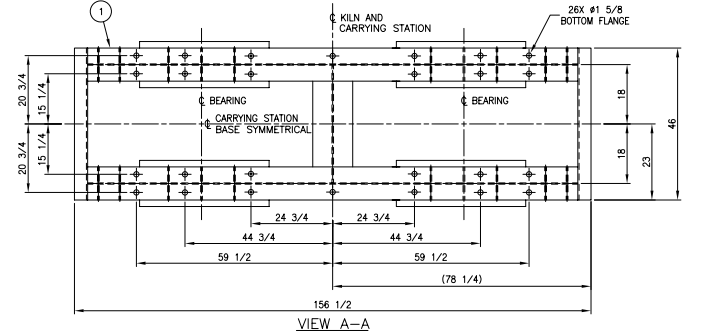 1
℄ KILN AND
CARRYING STATION
26X ø1 5/8
BOTTOM FLANGE
20 3/4
15 1/4
℄ BEARING
℄ BEARING
℄ CARRYING STATION
BASE SYMMETRICAL
18
46
20 3/4
15 1/4
18
23
24 3/4
24 3/4
44 3/4
44 3/4
59 1/2
59 1/2
(78 1/4)
156 1/2
VIEW A-A